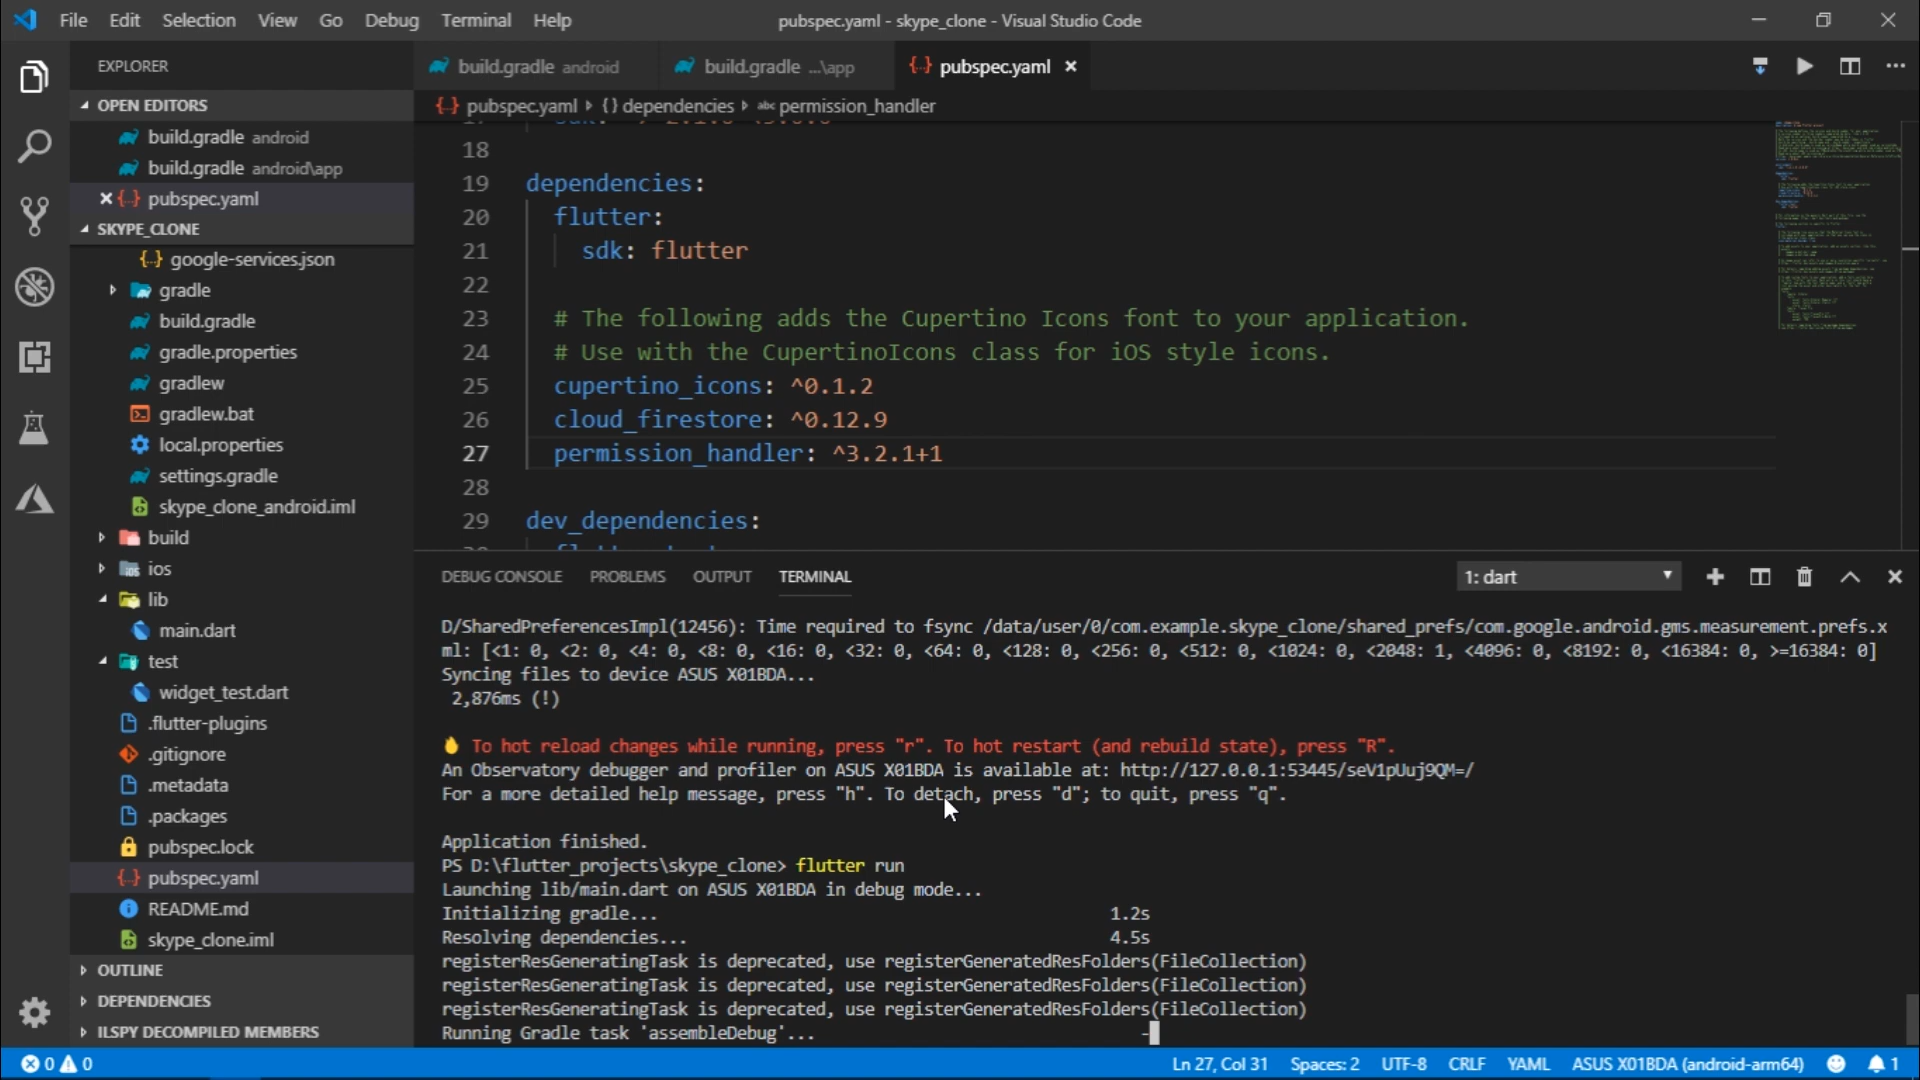 File Edit Selection View Go Debug Terminal Help
pubspec.yaml - skype_clone - Visual Studio Code
EXPLORER
OPEN EDITORS
build.gradle android
build.gradle android\app
pubspec.yaml
SKYPE_CLONE
google-services.json
gradle
build.gradle
gradle.properties
gradlew
gradlew.bat
local.properties
settings.gradle
skype_clone_android.iml
build
ios
lib
main.dart
test
widget_test.dart
.flutter-plugins
.gitignore
.metadata
.packages
pubspec.lock
pubspec.yaml
README.md
skype_clone.iml
OUTLINE
DEPENDENCIES
ILSPY DECOMPILED MEMBERS
build.gradle android
build.gradle ...\app
pubspec.yaml
pubspec.yaml {} dependencies abc permission_handler
18
19 dependencies:
20 flutter:
21 sdk: flutter
22
23 # The following adds the Cupertino Icons font to your application.
24 # Use with the CupertinoIcons class for iOS style icons.
25 cupertino_icons: ^0.1.2
26 cloud_firestore: ^0.12.9
27 permission_handler: ^3.2.1+1
28
29 dev_dependencies:
DEBUG CONSOLE PROBLEMS OUTPUT TERMINAL
1: dart
D/SharedPreferencesImpl(12456): Time required to fsync /data/user/0/com.example.skype_clone/shared_prefs/com.google.android.gms.measurement.prefs.x
ml: [<1: 0, <2: 0, <4: 0, <8: 0, <16: 0, <32: 0, <64: 0, <128: 0, <256: 0, <512: 0, <1024: 0, <2048: 1, <4096: 0, <8192: 0, <16384: 0, >=16384: 0]
Syncing files to device ASUS X01BDA...
2,876ms (!)
To hot reload changes while running, press "r". To hot restart (and rebuild state), press "R".
An Observatory debugger and profiler on ASUS X01BDA is available at: http://127.0.0.1:53445/seV1pUuj9QM=/
For a more detailed help message, press "h". To detach, press "d"; to quit, press "q".
Application finished.
PS D:\flutter_projects\skype_clone> flutter run
Launching lib/main.dart on ASUS X01BDA in debug mode...
Initializing gradle... 1.2s
Resolving dependencies... 4.5s
registerResGeneratingTask is deprecated, use registerGeneratedResFolders(FileCollection)
registerResGeneratingTask is deprecated, use registerGeneratedResFolders(FileCollection)
registerResGeneratingTask is deprecated, use registerGeneratedResFolders(FileCollection)
Running Gradle task 'assembleDebug'... -
0 0
Ln 27, Col 31 Spaces: 2 UTF-8 CRLF YAML ASUS X01BDA (android-arm64) 1